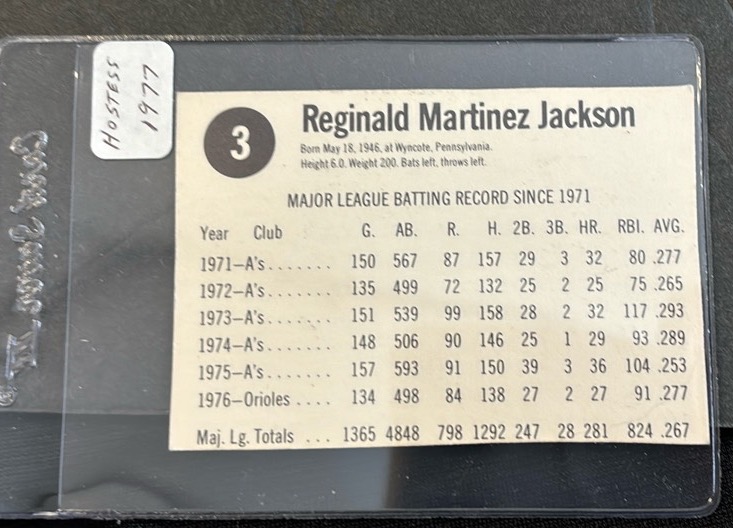 HOSTESS
1977
Card Saver II
®
3
Reginald Martinez Jackson
Born May 18, 1946, at Wyncote, Pennsylvania.
Height 6.0. Weight 200. Bats left, throws left.
MAJOR LEAGUE BATTING RECORD SINCE 1971
Year Club G. AB. R. H. 2B. 3B. HR. RBI. AVG.
1971—A's....... 150 567 87 157 29 3 32 80 .277
1972—A's....... 135 499 72 132 25 2 25 75 .265
1973—A's....... 151 539 99 158 28 2 32 117 .293
1974—A's....... 148 506 90 146 25 1 29 93 .289
1975—A's....... 157 593 91 150 39 3 36 104 .253
1976—Orioles .... 134 498 84 138 27 2 27 91 .277
Maj. Lg. Totals ... 1365 4848 798 1292 247 28 281 824 .267